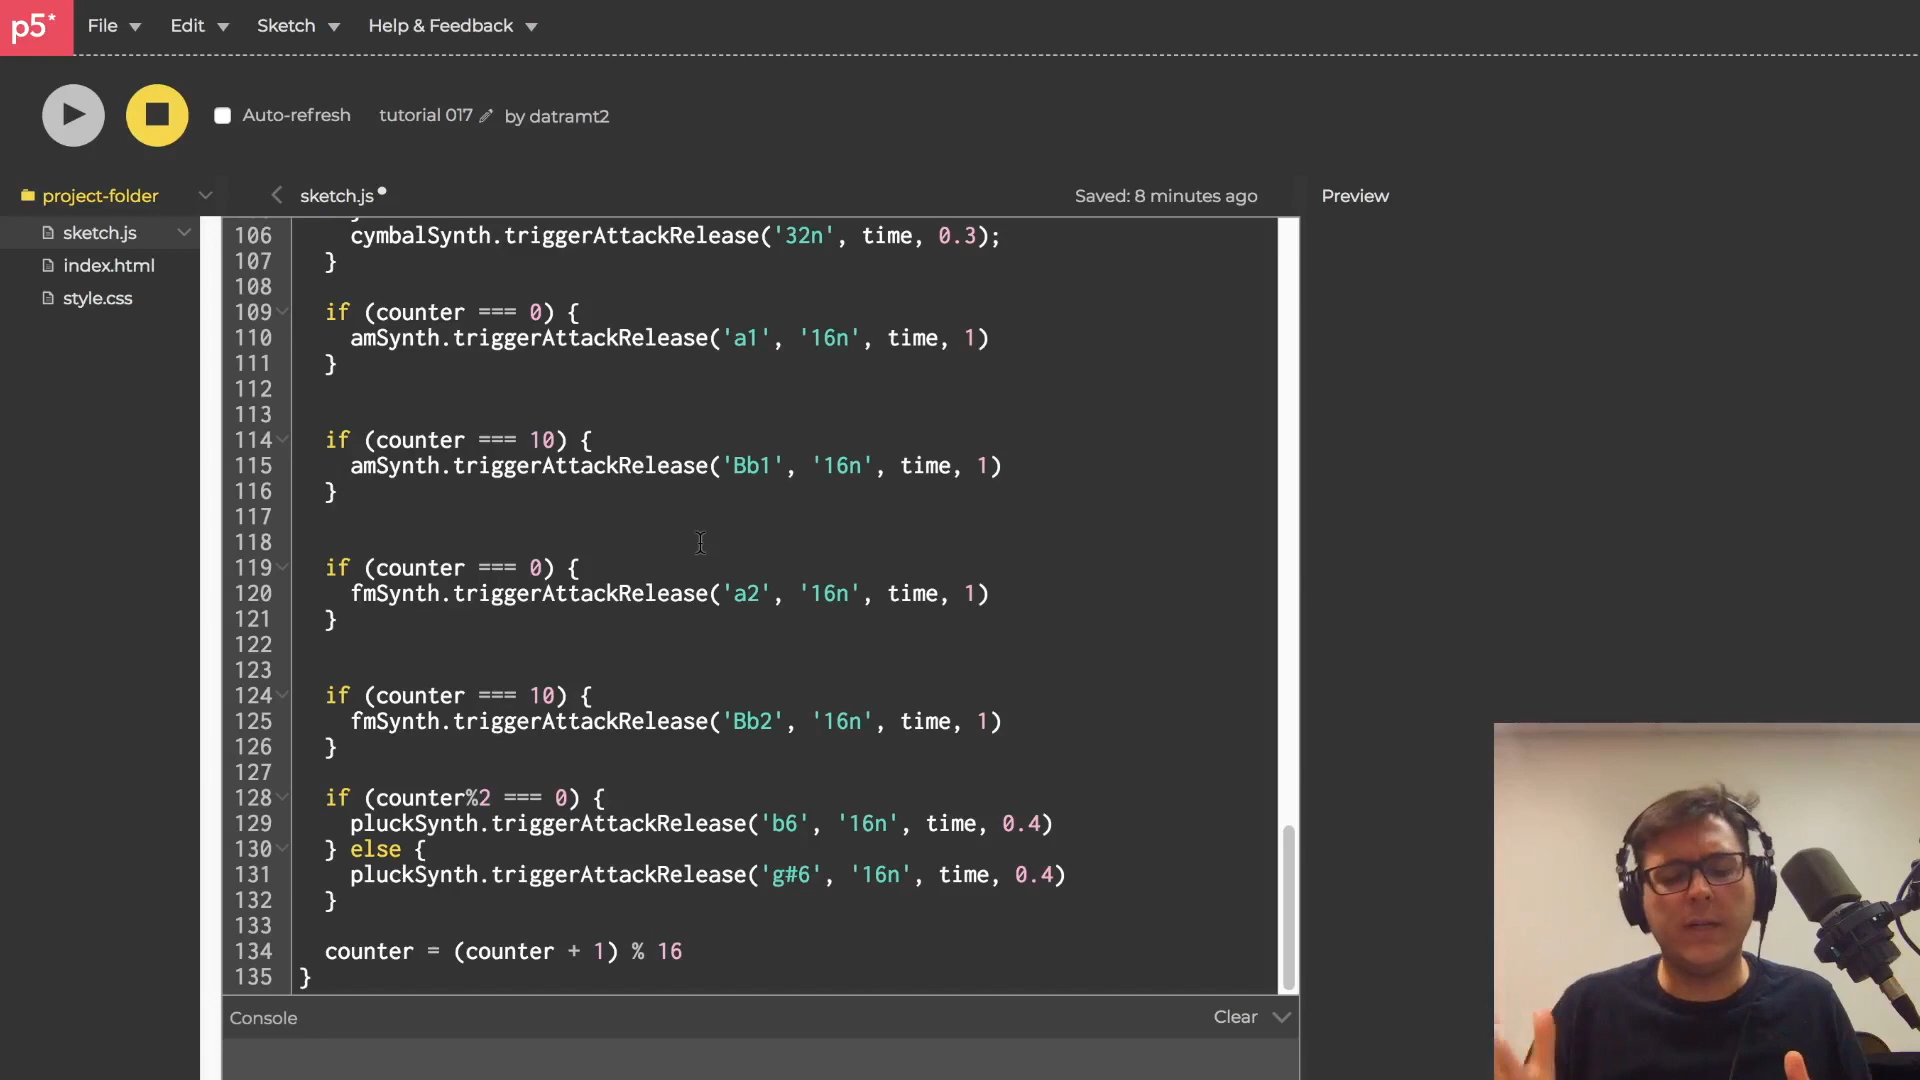 p5*
File
Edit
Sketch
Help & Feedback
Auto-refresh
tutorial 017
by datramt2
project-folder
sketch.js
Saved: 8 minutes ago
Preview
sketch.js
index.html
style.css
106     cymbalSynth.triggerAttackRelease('32n', time, 0.3);
107   }
108
109   if (counter === 0) {
110     amSynth.triggerAttackRelease('a1', '16n', time, 1)
111   }
112
113
114   if (counter === 10) {
115     amSynth.triggerAttackRelease('Bb1', '16n', time, 1)
116   }
117
118
119   if (counter === 0) {
120     fmSynth.triggerAttackRelease('a2', '16n', time, 1)
121   }
122
123
124   if (counter === 10) {
125     fmSynth.triggerAttackRelease('Bb2', '16n', time, 1)
126   }
127
128   if (counter%2 === 0) {
129     pluckSynth.triggerAttackRelease('b6', '16n', time, 0.4)
130   } else {
131     pluckSynth.triggerAttackRelease('g#6', '16n', time, 0.4)
132   }
133
134   counter = (counter + 1) % 16
135 }
Console
Clear